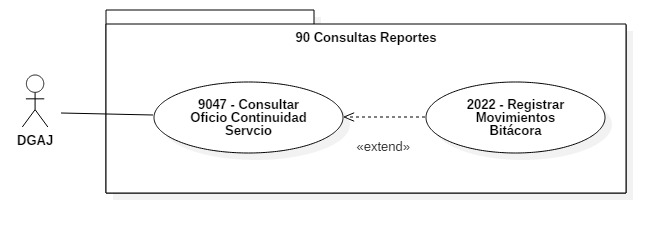 90 Consultas Reportes
9047 - Consultar
Oficio Continuidad
Servcio
2022 - Registrar
Movimientos
Bitácora
«extend»
DGAJ